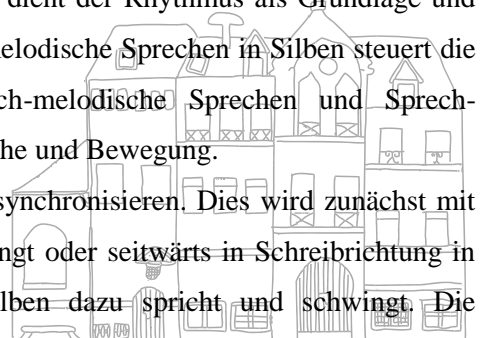 dient der Rhythmus als Grundlage und
melodische Sprechen in Silben steuert die
ch-melodische Sprechen und Sprech-
che und Bewegung.
synchronisieren. Dies wird zunächst mit
ngt oder seitwärts in Schreibrichtung in
lben dazu spricht und schwingt. Die